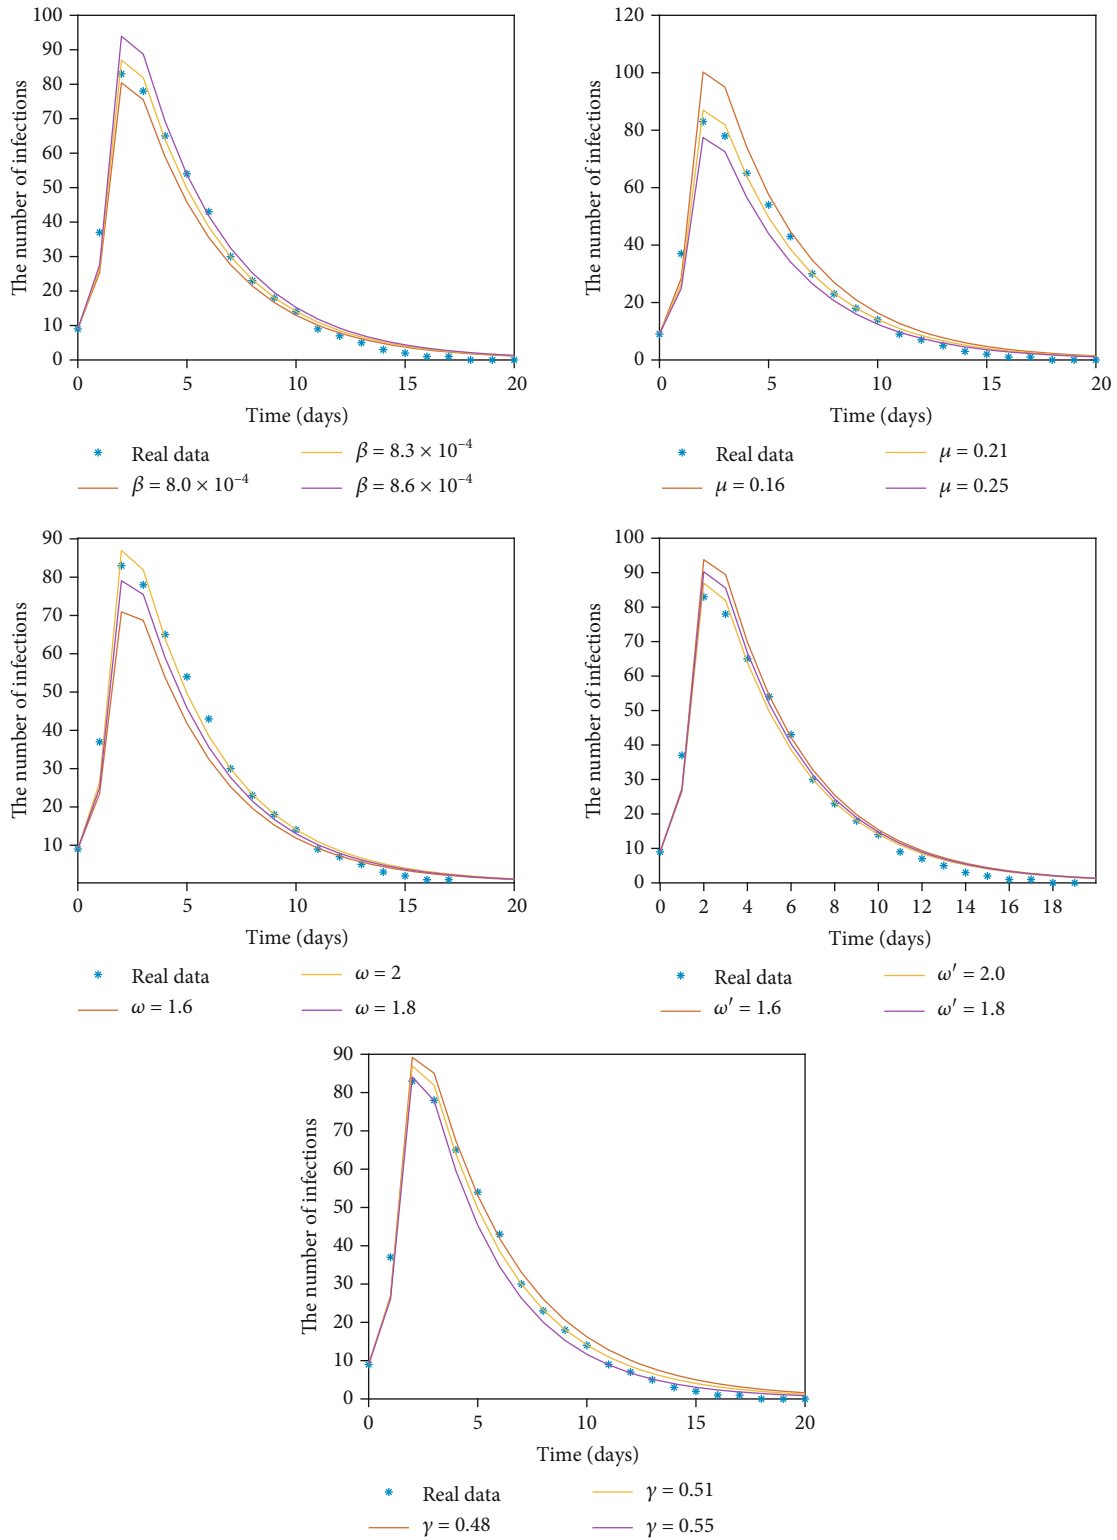 100
90
80
70
60
50
40
30
20
10
0
The number of infections
0 5 10 15 20
Time (days)
Real data
β = 8.0 × 10⁻⁴
β = 8.3 × 10⁻⁴
β = 8.6 × 10⁻⁴
120
100
80
60
40
20
0
The number of infections
0 5 10 15 20
Time (days)
Real data
μ = 0.16
μ = 0.21
μ = 0.25
90
80
70
60
50
40
30
20
10
The number of infections
0 5 10 15 20
Time (days)
Real data
ω = 1.6
ω = 2
ω = 1.8
100
90
80
70
60
50
40
30
20
10
0
The number of infections
0 2 4 6 8 10 12 14 16 18
Time (days)
Real data
ω′ = 1.6
ω′ = 2.0
ω′ = 1.8
90
80
70
60
50
40
30
20
10
0
The number of infections
0 5 10 15 20
Time (days)
Real data
γ = 0.48
γ = 0.51
γ = 0.55